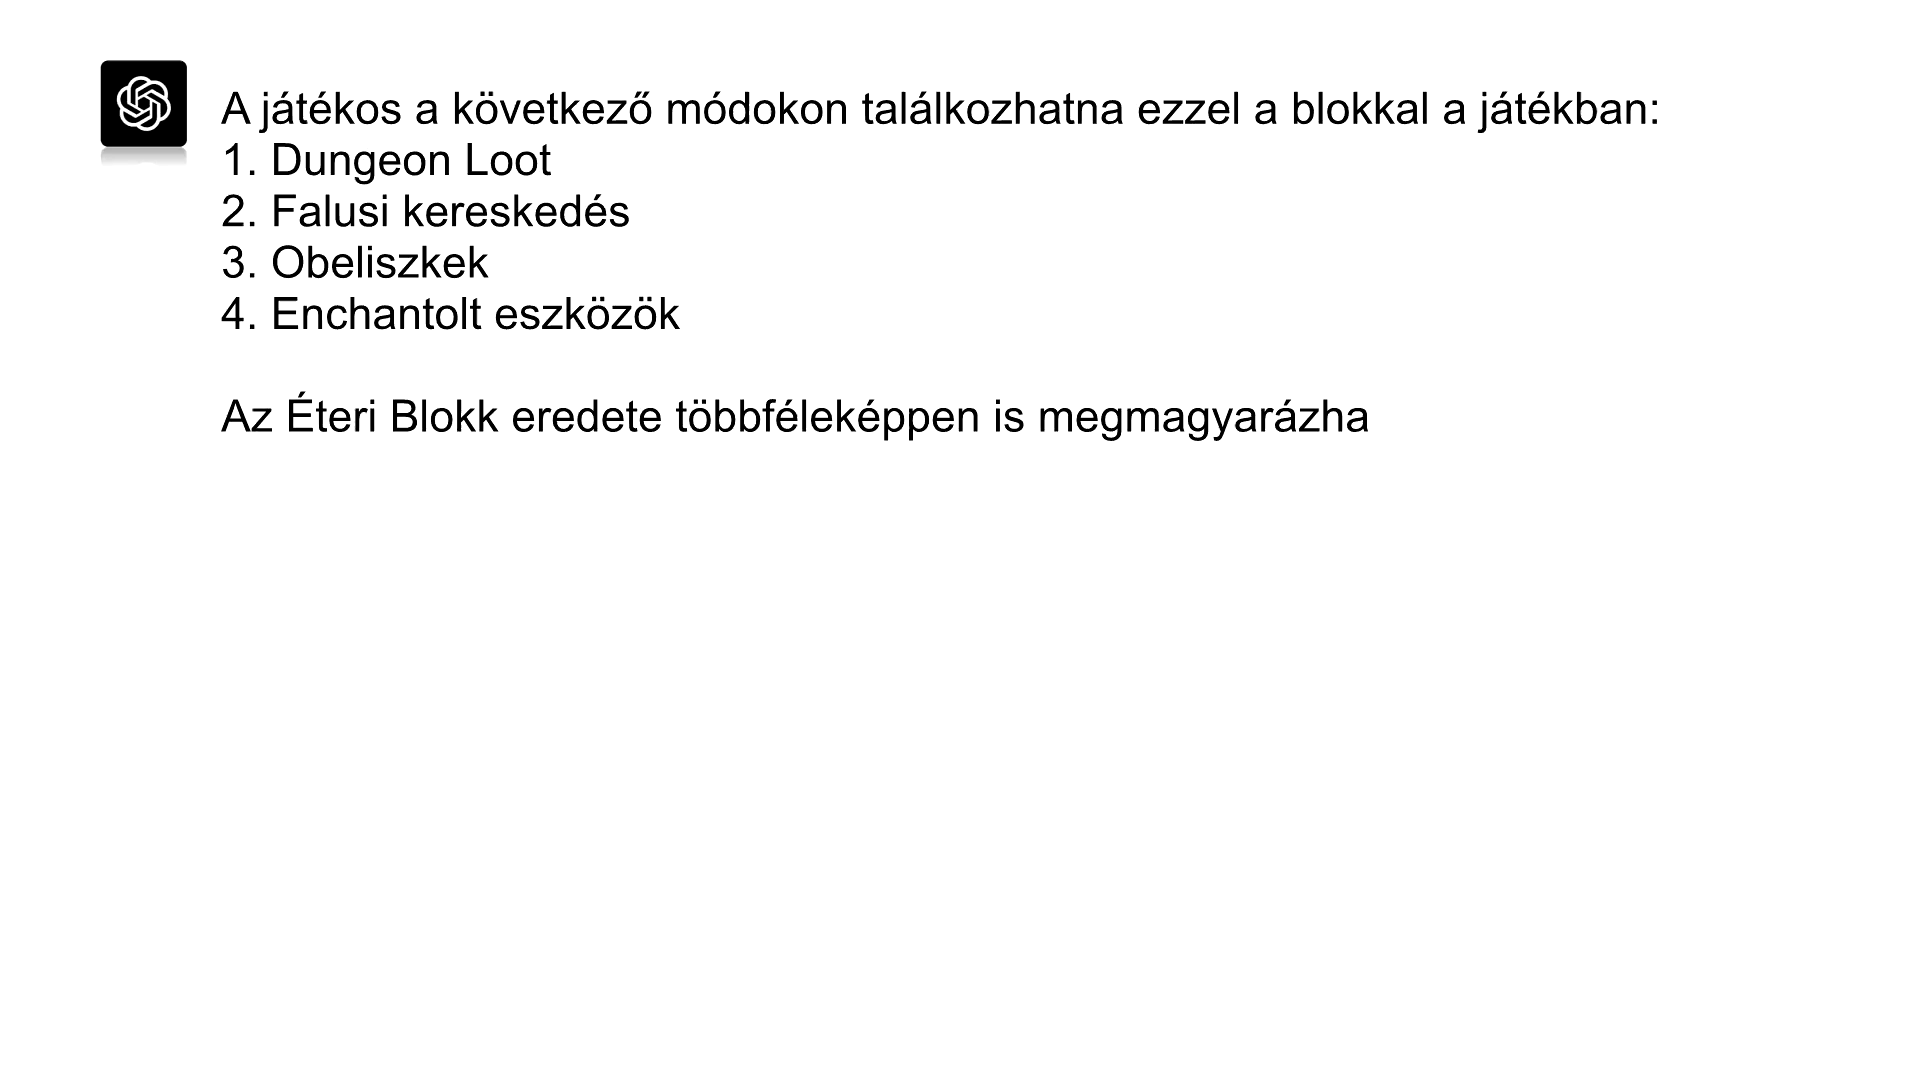 A játékos a következő módokon találkozhatna ezzel a blokkal a játékban:
1. Dungeon Loot
2. Falusi kereskedés
3. Obeliszkek
4. Enchantolt eszközök
Az Éteri Blokk eredete többféleképpen is megmagyarázha